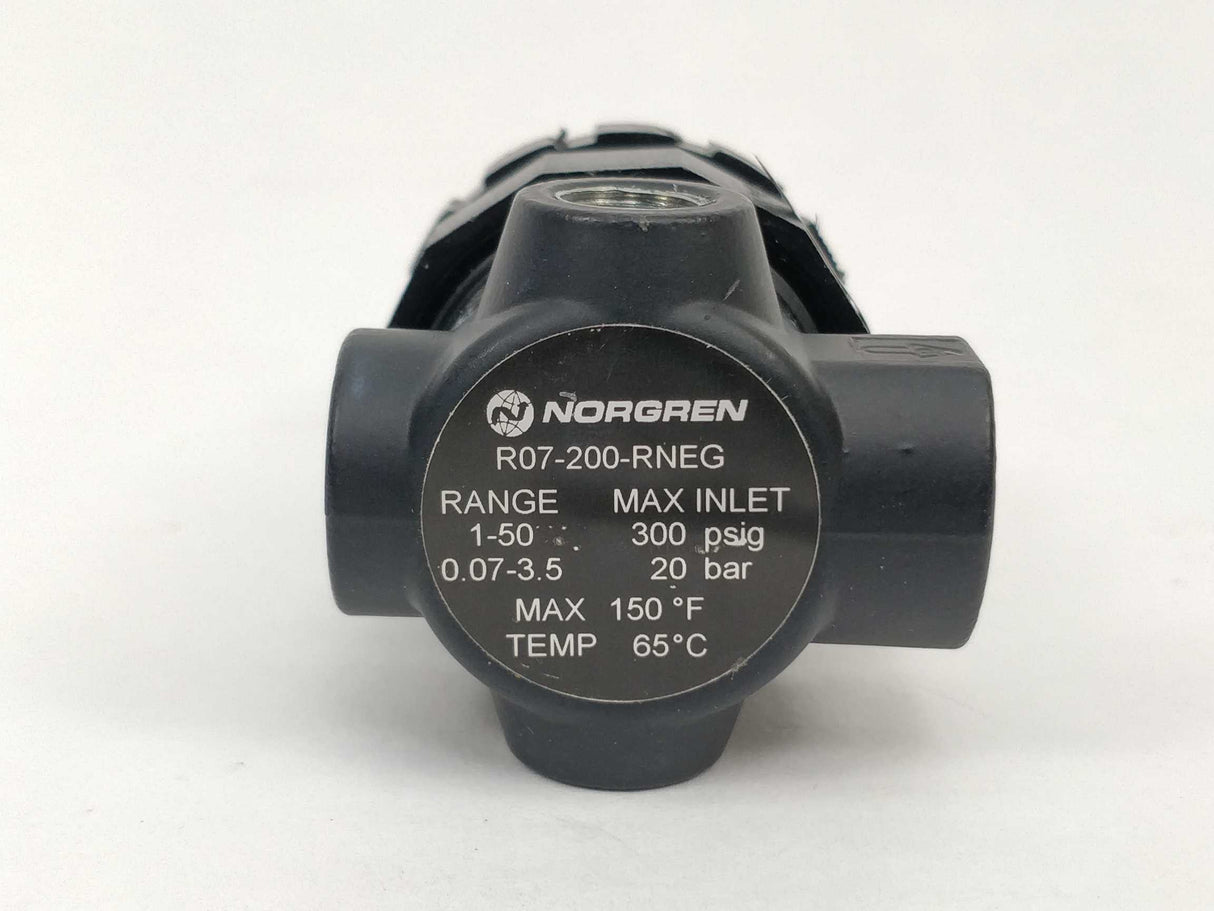 NORGREN
R07-200-RNEG
RANGE MAX INLET
1-50 300 psig
0.07-3.5 20 bar
MAX 150 °F
TEMP 65°C